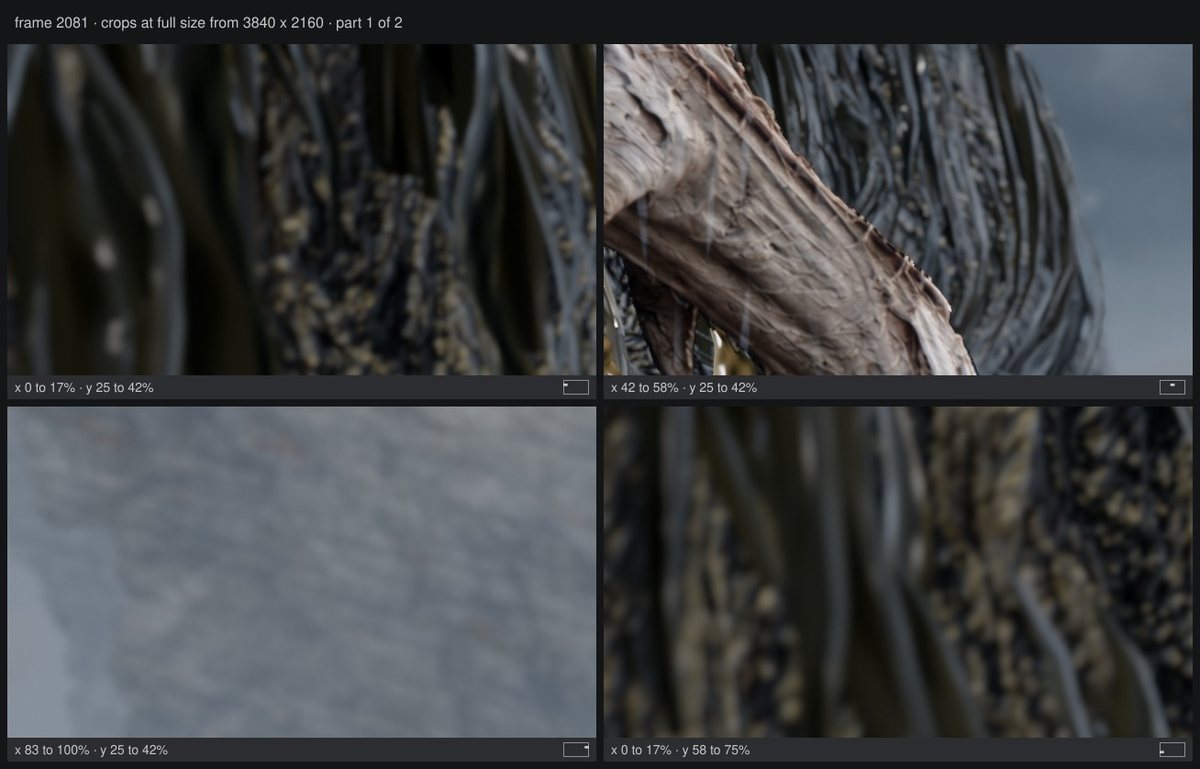 frame 2081 · crops at full size from 3840 x 2160 · part 1 of 2
x 0 to 17% · y 25 to 42%
x 42 to 58% · y 25 to 42%
x 83 to 100% · y 25 to 42%
x 0 to 17% · y 58 to 75%